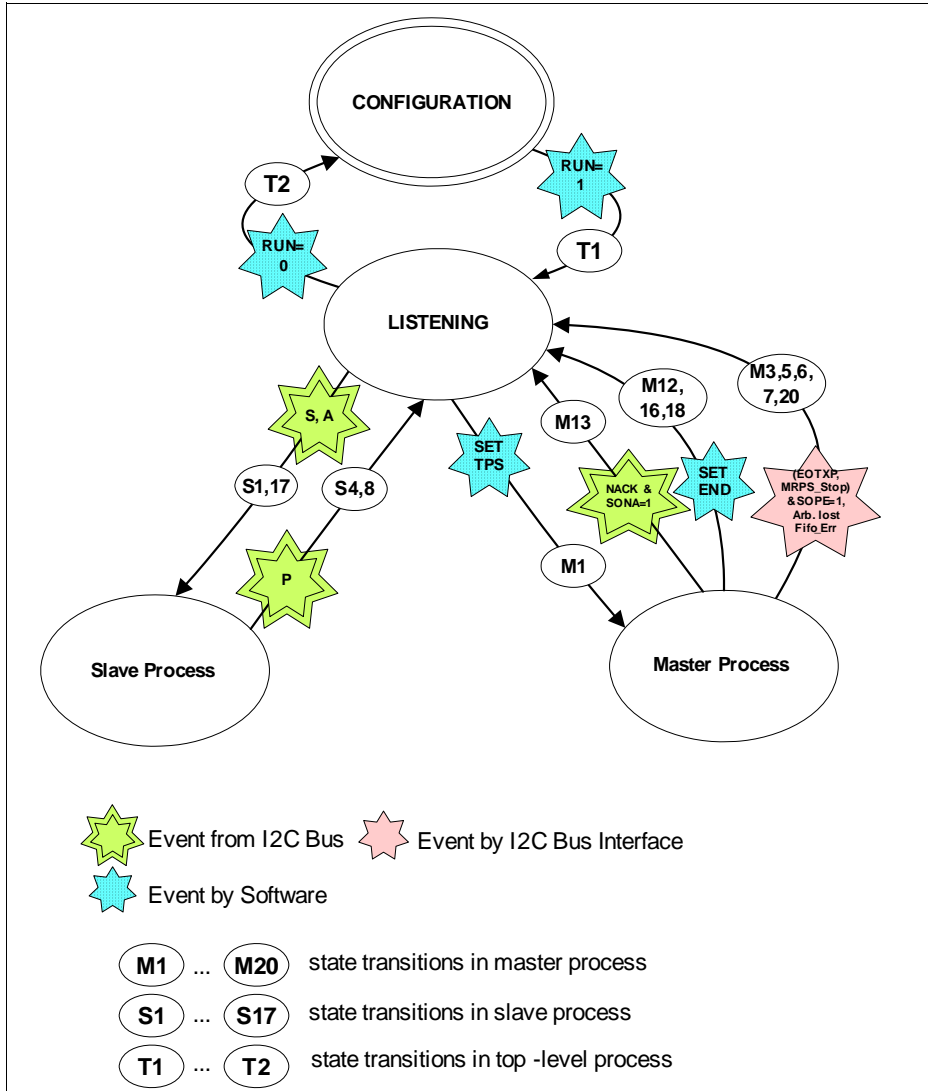 CONFIGURATION
RUN=
1
T2
RUN=
0
T1
LISTENING
M3,5,6,
7,20
M12,
16,18
S, A
M13
SET
TPS
SET
END
(EOTXP,
MRPS_Stop)
&SOPE=1,
Arb. lost
Fifo_Err
S1,17
S4,8
NACK &
SONA=1
M1
P
Slave Process
Master Process
Event from I2C Bus
Event by I2C Bus Interface
Event by Software
M1 ... M20 state transitions in master process
S1 ... S17 state transitions in slave process
T1 ... T2 state transitions in top -level process